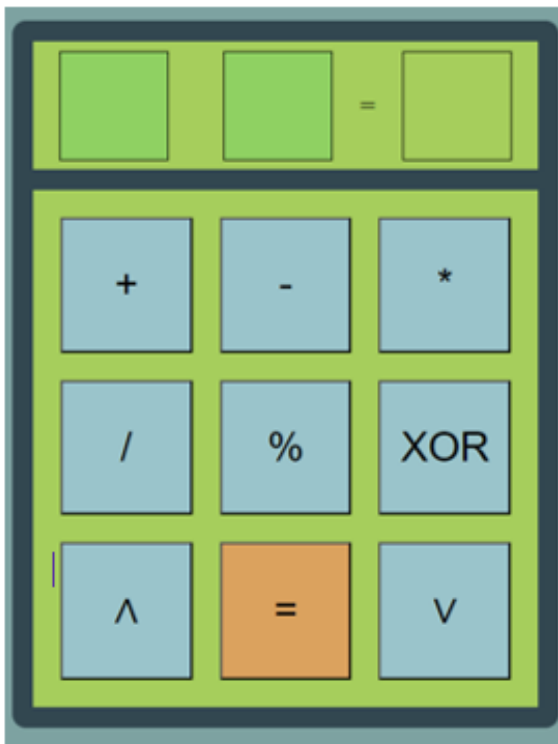 =
+ - *
/ % XOR
∧ = ∨